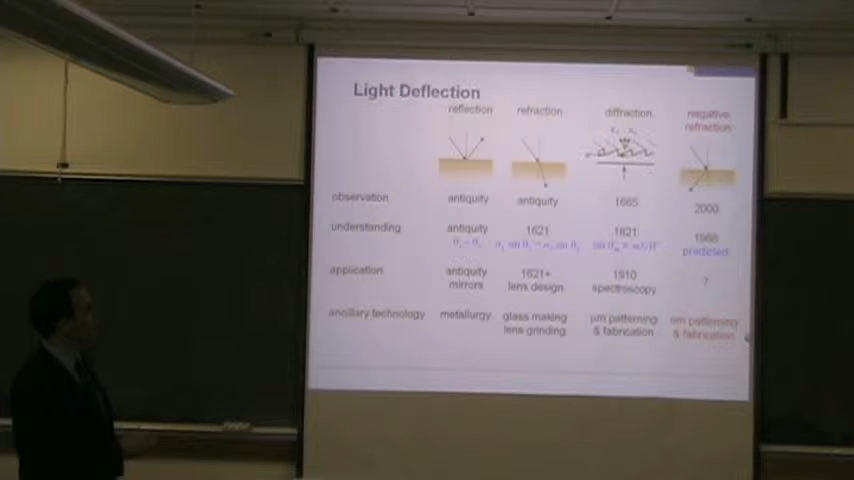 Light Deflection
reflection refraction diffraction negative
refraction
observation antiquity antiquity 1665 2000
understanding antiquity 1621 1821 1968
predicted
application antiquity 1621+ 1910 ?
mirrors lens design spectroscopy
ancillary technology metallurgy glass making µm patterning nm patterning
lens grinding & fabrication & fabrication